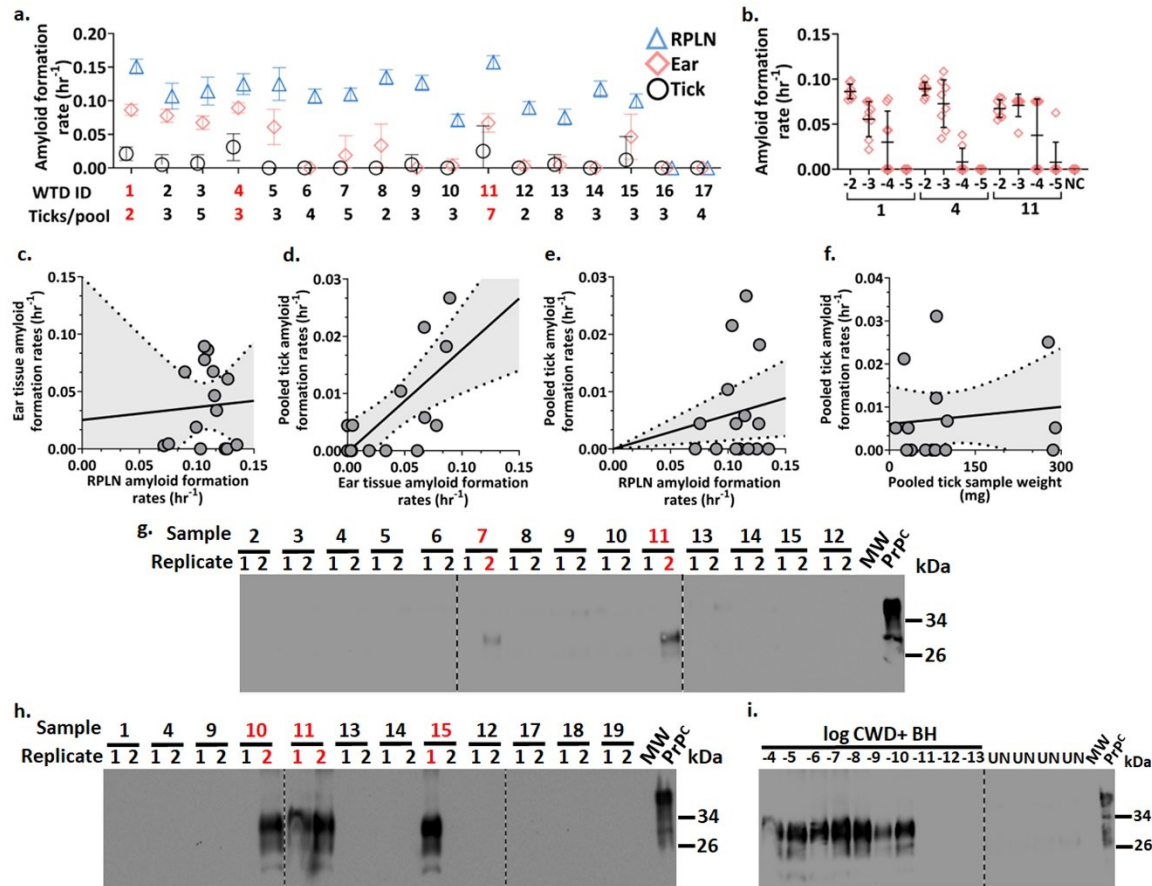 a.
Amyloid formation
rate (hr-1)
0.20
0.15
0.10
0.05
0.00
RPLN
Ear
Tick
WTD ID 1 2 3 4 5 6 7 8 9 10 11 12 13 14 15 16 17
Ticks/pool 2 3 5 3 3 4 5 2 3 3 7 2 8 3 3 3 4
b.
Amyloid formation
rate (hr-1)
0.15
0.10
0.05
0.00
-2 -3 -4 -5 -2 -3 -4 -5 -2 -3 -4 -5 NC
1 4 11
c.
Ear tissue amyloid
formation rates (hr-1)
0.15
0.10
0.05
0.00
0.00 0.05 0.10 0.15
RPLN amyloid formation
rates (hr-1)
d.
Pooled tick amyloid
formation rates (hr-1)
0.03
0.02
0.01
0.00
0.00 0.05 0.10 0.15
Ear tissue amyloid formation
rates (hr-1)
e.
Pooled tick amyloid
formation rates (hr-1)
0.03
0.02
0.01
0.00
0.00 0.05 0.10 0.15
RPLN amyloid formation
rates (hr-1)
f.
Pooled tick amyloid
formation rates (hr-1)
0.04
0.03
0.02
0.01
0.00
0 100 200 300
Pooled tick sample weight
(mg)
g. Sample 2 3 4 5 6 7 8 9 10 11 13 14 15 12
Replicate 1 2 1 2 1 2 1 2 1 2 1 2 1 2 1 2 1 2 1 2 1 2 1 2 1 2 1 2 MW PrPC kDa
34
26
h.
Sample 1 4 9 10 11 13 14 15 12 17 18 19
Replicate 1 2 1 2 1 2 1 2 1 2 1 2 1 2 1 2 1 2 1 2 1 2 1 2 MW PrPC kDa
34
26
i.
log CWD+ BH
-4 -5 -6 -7 -8 -9 -10 -11 -12 -13 UN UN UN UN MW PrPC kDa
34
26